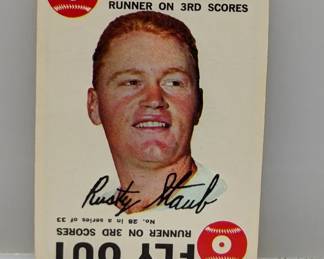 RUNNER ON 3RD SCORES
Rusty Staub
No. 28 in a series of 33
RUNNER ON 3RD SCORES
FLY OUT